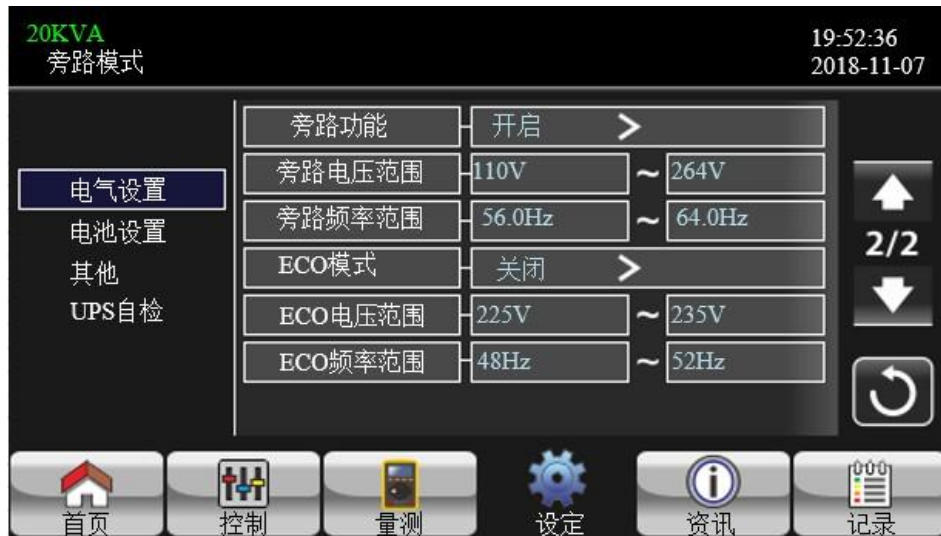 20KVA
旁路模式
19:52:36
2018-11-07
电气设置
电池设置
其他
UPS自检
旁路功能 开启 >
旁路电压范围 110V ~ 264V
旁路频率范围 56.0Hz ~ 64.0Hz
ECO模式 关闭 >
ECO电压范围 225V ~ 235V
ECO频率范围 48Hz ~ 52Hz
2/2
首页 控制 量测 设定 资讯 记录